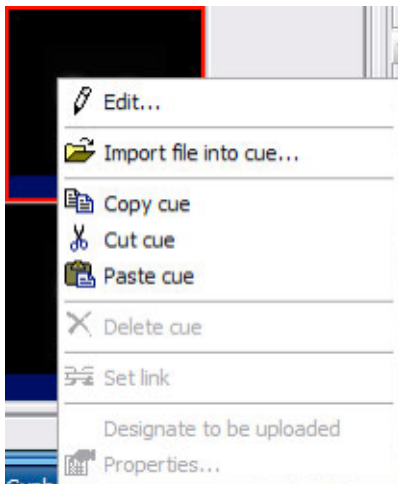 Edit...
Import file into cue...
Copy cue
Cut cue
Paste cue
Delete cue
Set link
Designate to be uploaded
Properties...